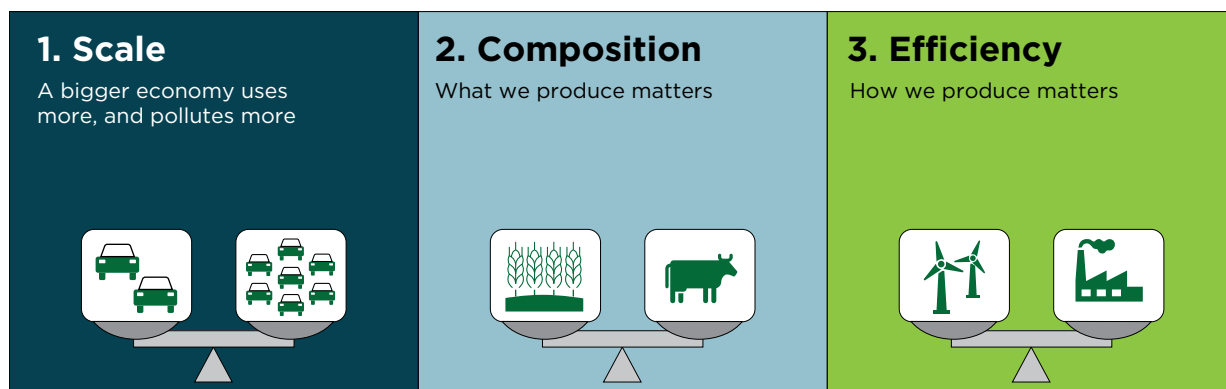 1. Scale
A bigger economy uses
more, and pollutes more
2. Composition
What we produce matters
3. Efficiency
How we produce matters